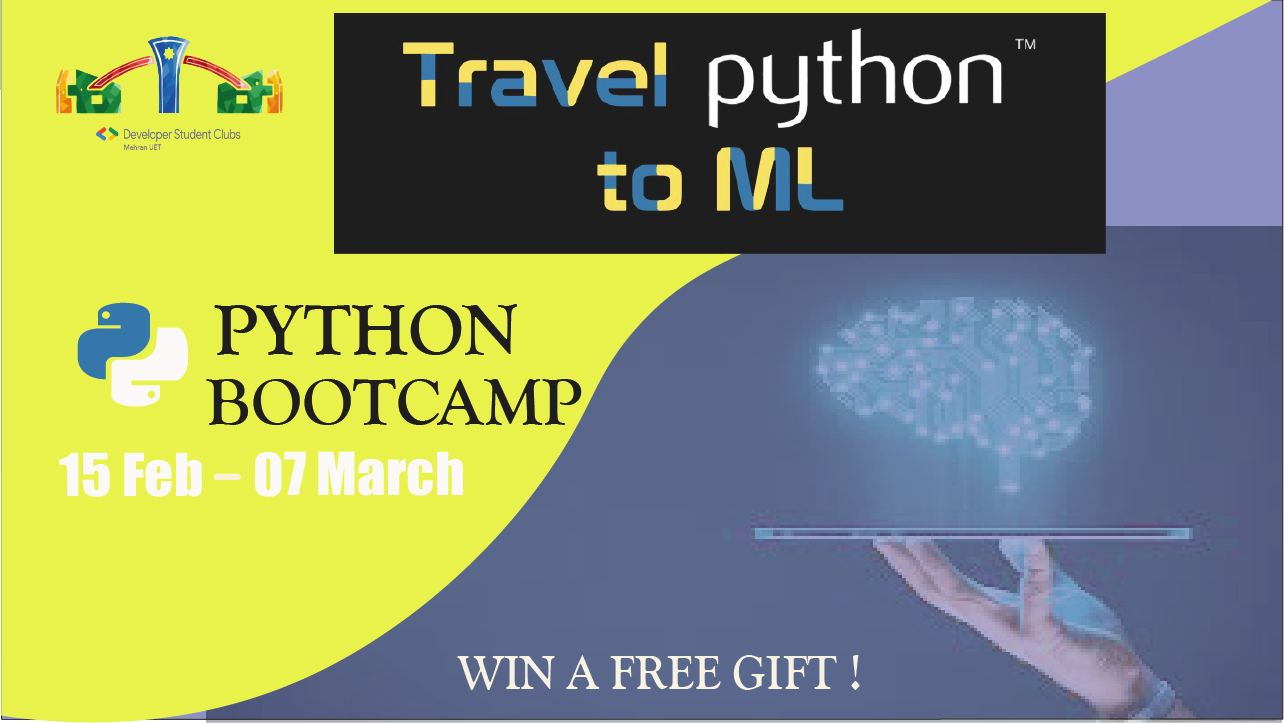 Developer Student Clubs
Mehran UET
Travel python™
to ML
PYTHON
BOOTCAMP
15 Feb – 07 March
WIN A FREE GIFT !